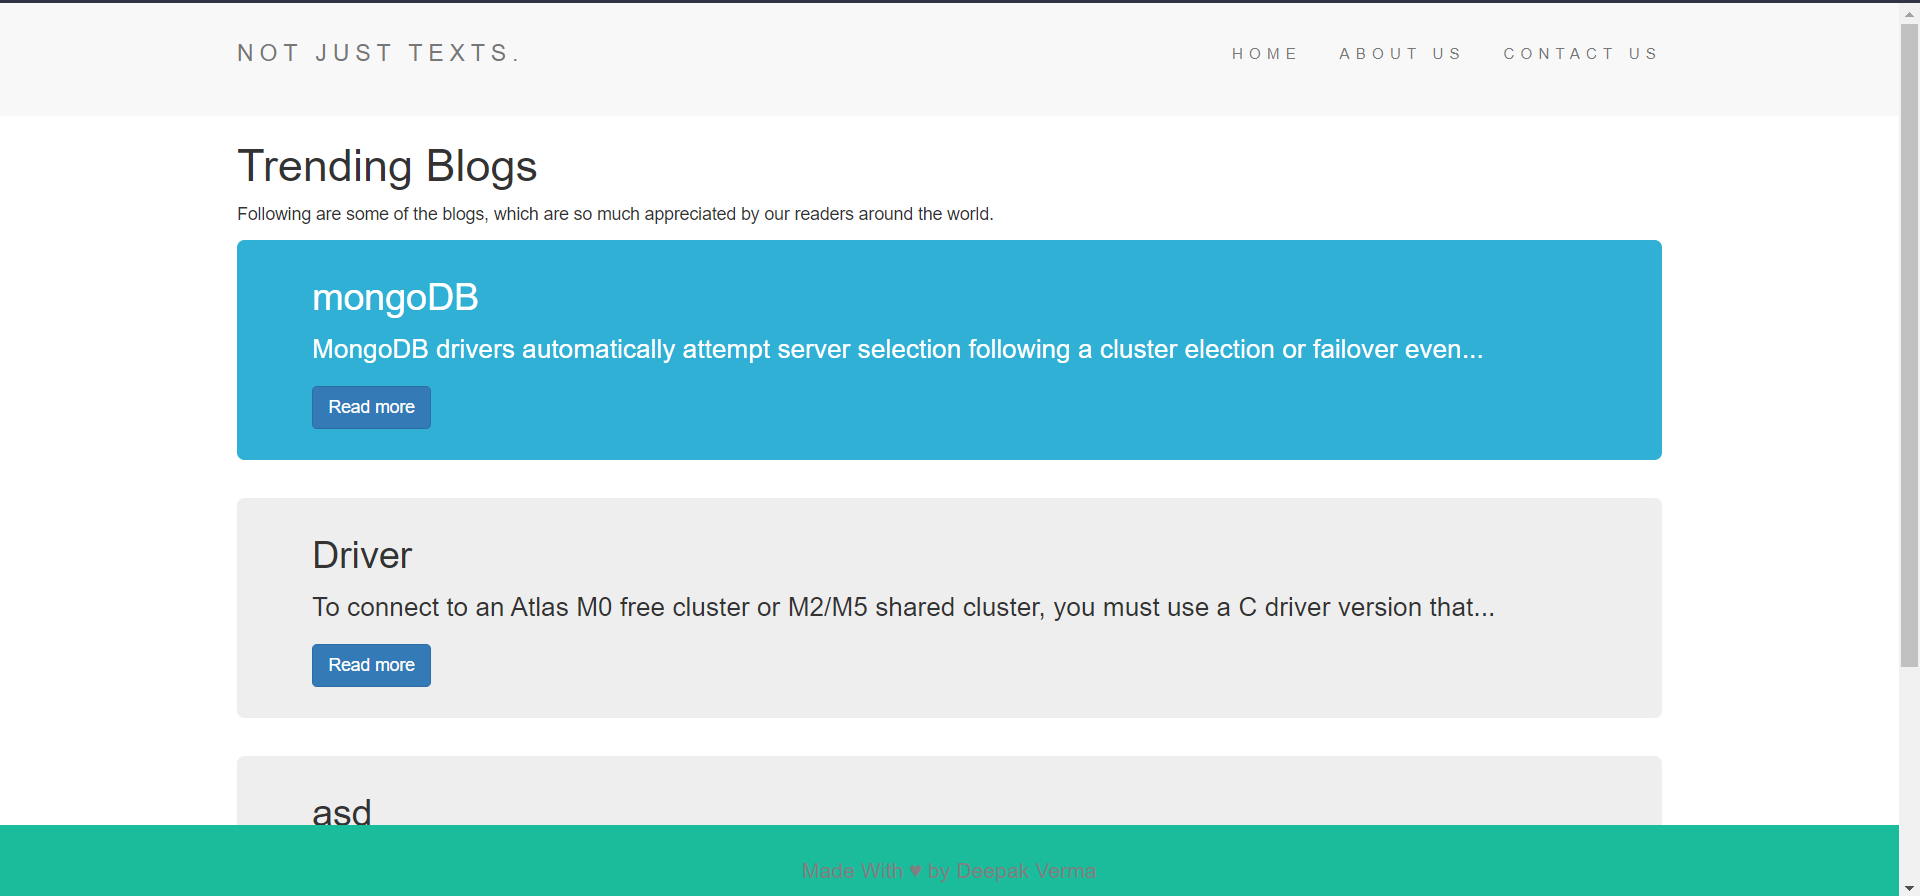 NOT JUST TEXTS.
HOME ABOUT US CONTACT US
Trending Blogs
Following are some of the blogs, which are so much appreciated by our readers around the world.
mongoDB
MongoDB drivers automatically attempt server selection following a cluster election or failover even...
Read more
Driver
To connect to an Atlas M0 free cluster or M2/M5 shared cluster, you must use a C driver version that...
Read more
asd
Made With ♥ by Deepak Verma